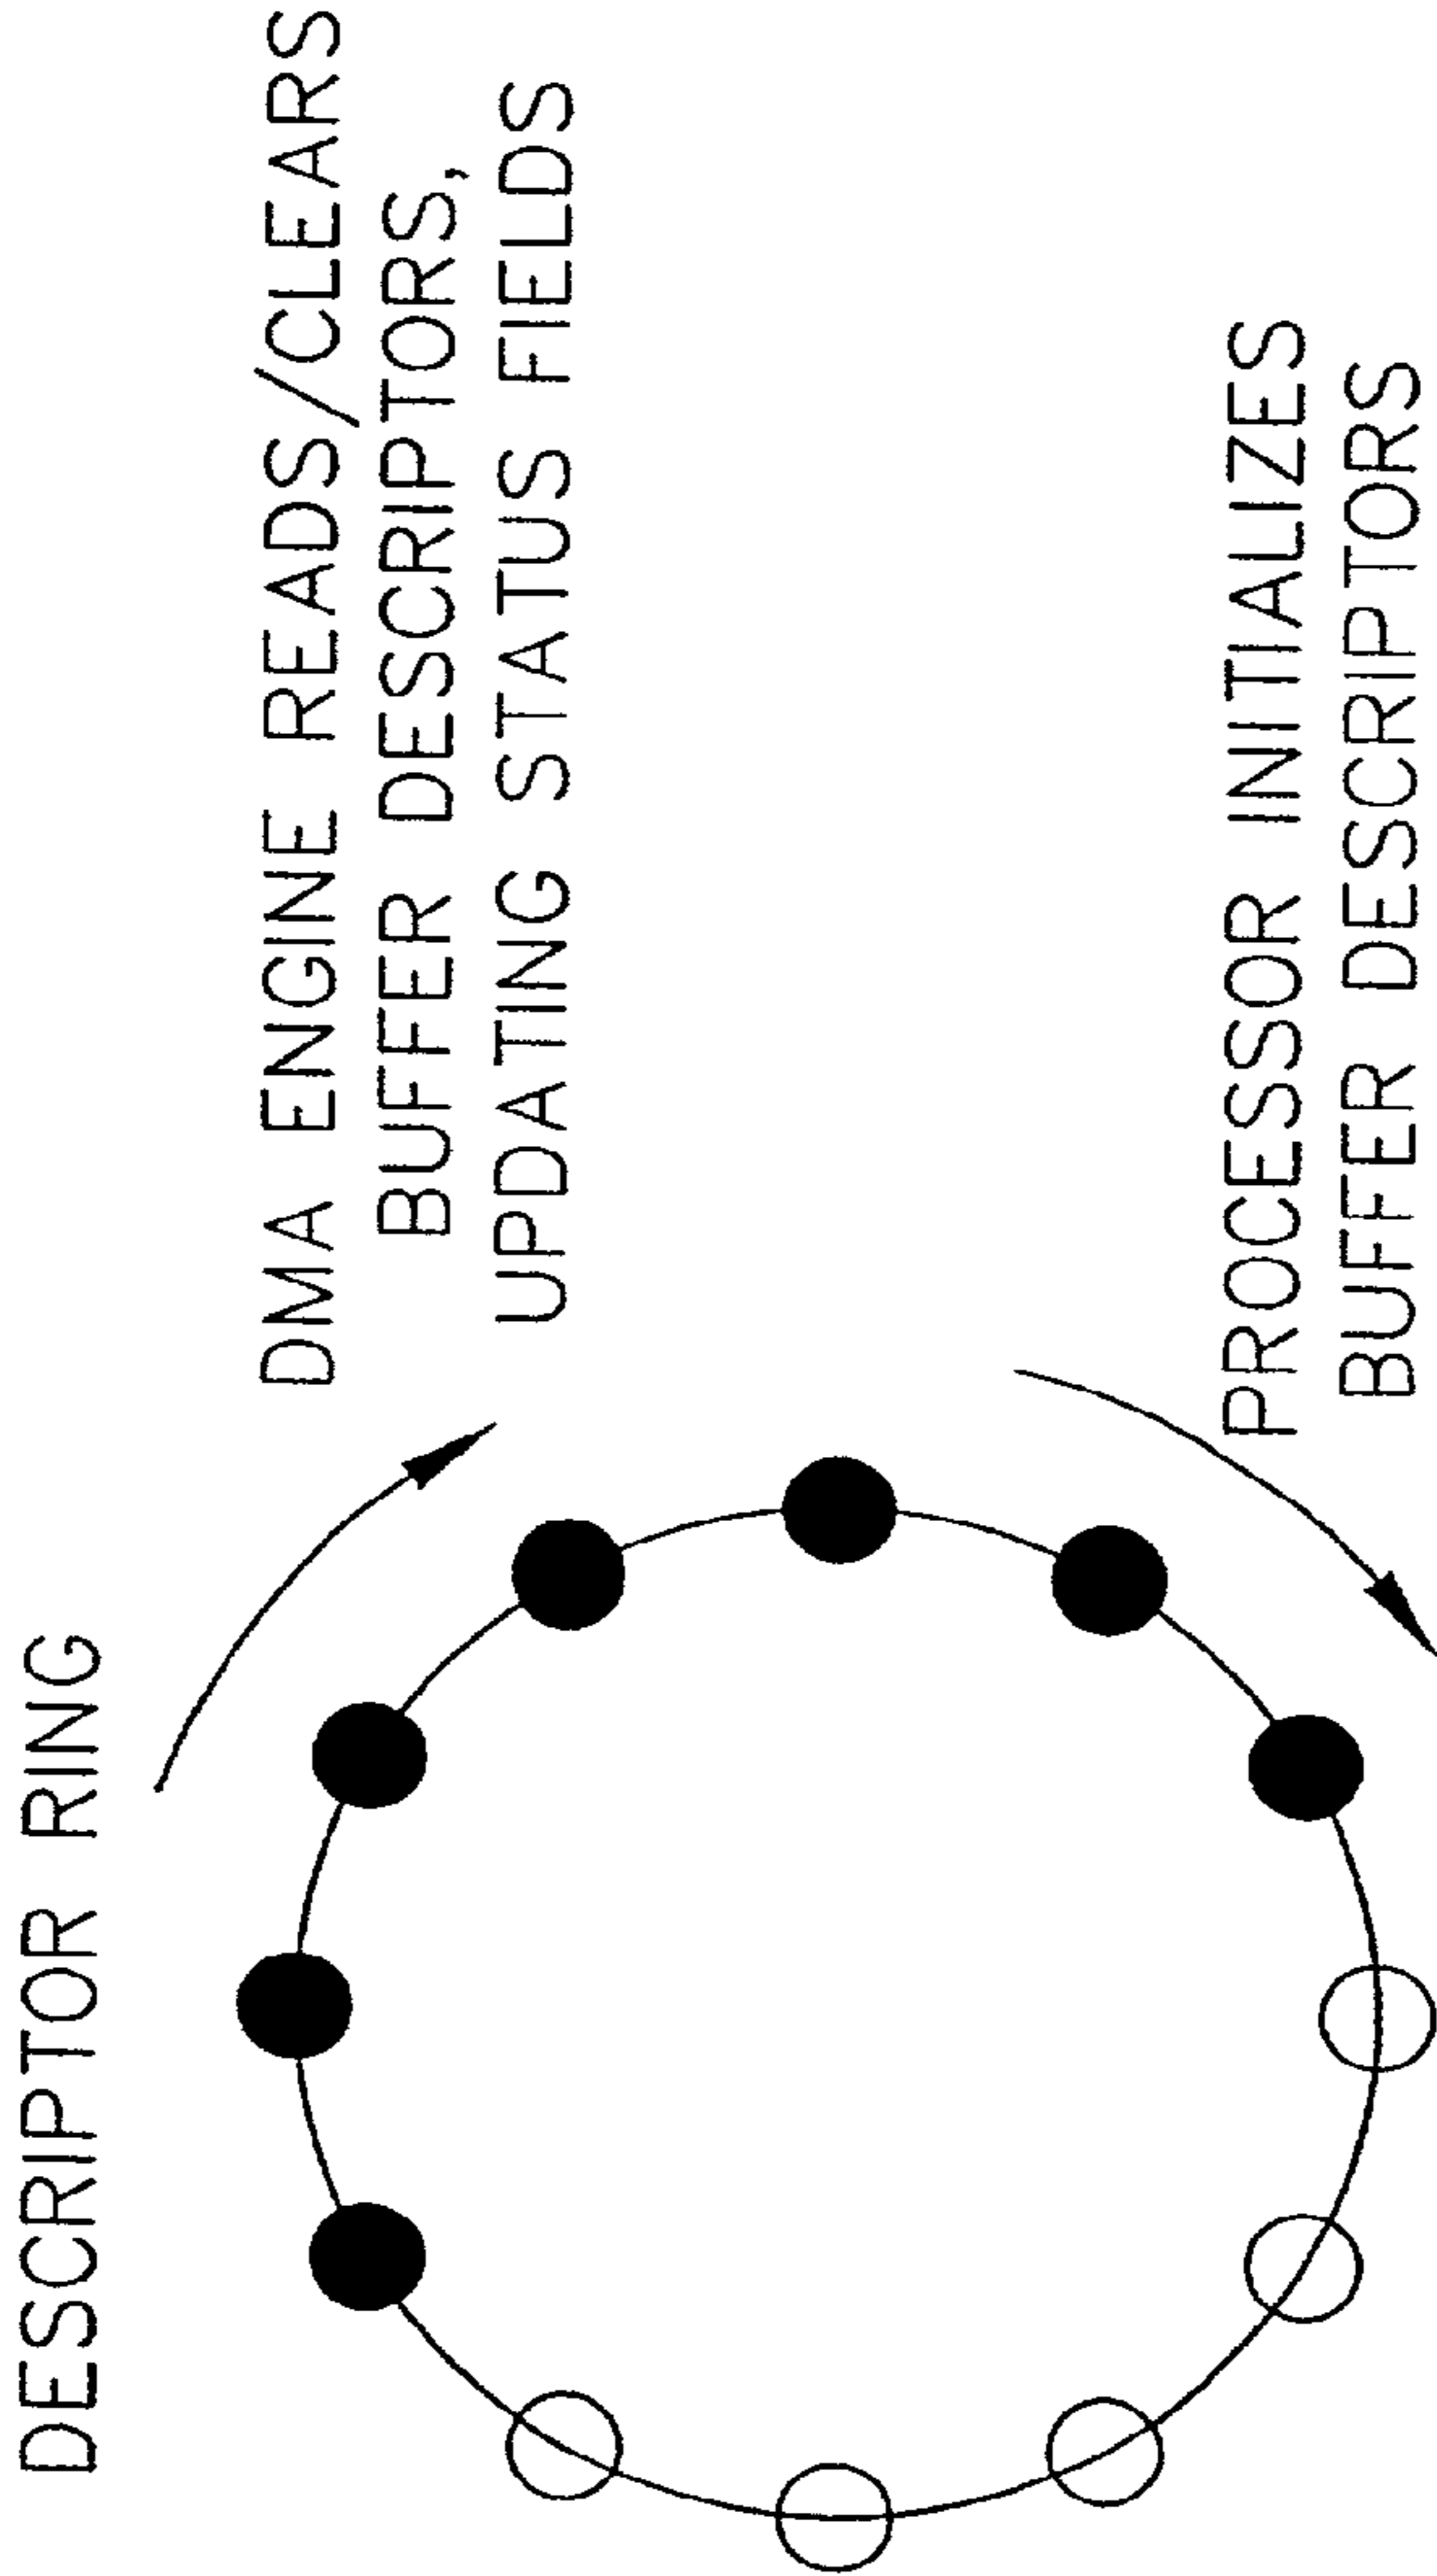 DESCRIPTOR RING
DMA ENGINE READS/CLEARS
BUFFER DESCRIPTORS,
UPDATING STATUS FIELDS
PROCESSOR INITIALIZES
BUFFER DESCRIPTORS